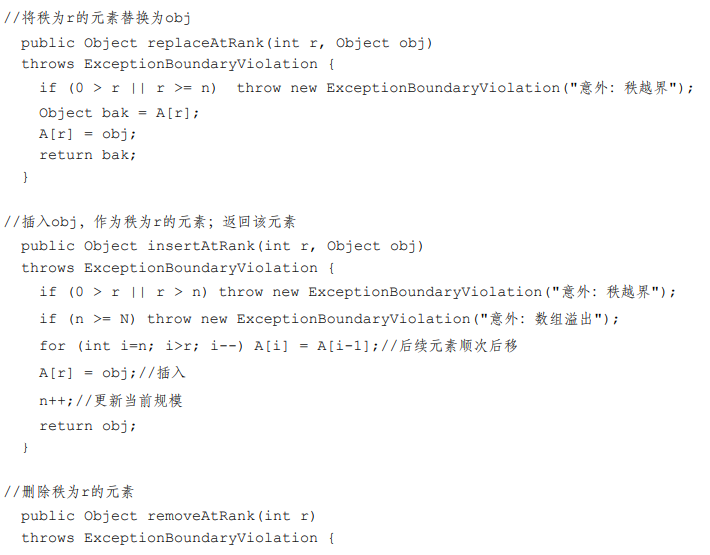 //将秩为r的元素替换为obj
public Object replaceAtRank(int r, Object obj)
throws ExceptionBoundaryViolation {
if (0 > r || r >= n)  throw new ExceptionBoundaryViolation("意外：秩越界");
Object bak = A[r];
A[r] = obj;
return bak;
}
//插入obj，作为秩为r的元素；返回该元素
public Object insertAtRank(int r, Object obj)
throws ExceptionBoundaryViolation {
if (0 > r || r > n) throw new ExceptionBoundaryViolation("意外：秩越界");
if (n >= N) throw new ExceptionBoundaryViolation("意外：数组溢出");
for (int i=n; i>r; i--) A[i] = A[i-1];//后续元素顺次后移
A[r] = obj;//插入
n++;//更新当前规模
return obj;
}
//删除秩为r的元素
public Object removeAtRank(int r)
throws ExceptionBoundaryViolation {